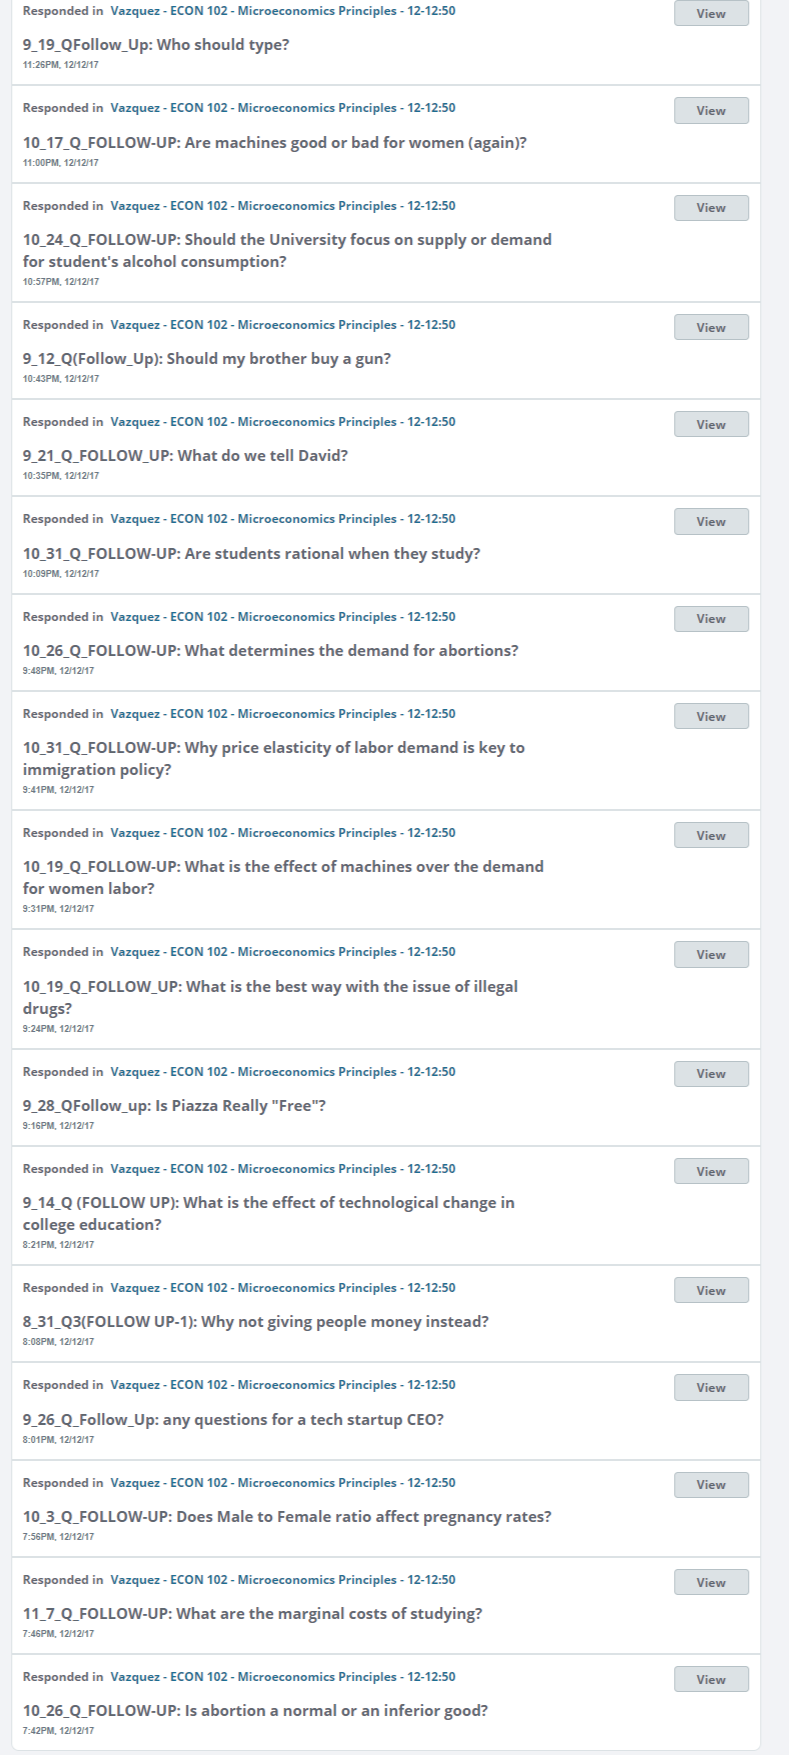 Responded in Vazquez - ECON 102 - Microeconomics Principles - 12-12:50
View
9_19_QFollow_Up: Who should type?
11:26PM, 12/12/17
Responded in Vazquez - ECON 102 - Microeconomics Principles - 12-12:50
View
10_17_Q_FOLLOW-UP: Are machines good or bad for women (again)?
11:00PM, 12/12/17
Responded in Vazquez - ECON 102 - Microeconomics Principles - 12-12:50
View
10_24_Q_FOLLOW-UP: Should the University focus on supply or demand
for student's alcohol consumption?
10:57PM, 12/12/17
Responded in Vazquez - ECON 102 - Microeconomics Principles - 12-12:50
View
9_12_Q(Follow_Up): Should my brother buy a gun?
10:43PM, 12/12/17
Responded in Vazquez - ECON 102 - Microeconomics Principles - 12-12:50
View
9_21_Q_FOLLOW_UP: What do we tell David?
10:35PM, 12/12/17
Responded in Vazquez - ECON 102 - Microeconomics Principles - 12-12:50
View
10_31_Q_FOLLOW-UP: Are students rational when they study?
10:09PM, 12/12/17
Responded in Vazquez - ECON 102 - Microeconomics Principles - 12-12:50
View
10_26_Q_FOLLOW-UP: What determines the demand for abortions?
9:48PM, 12/12/17
Responded in Vazquez - ECON 102 - Microeconomics Principles - 12-12:50
View
10_31_Q_FOLLOW-UP: Why price elasticity of labor demand is key to
immigration policy?
9:41PM, 12/12/17
Responded in Vazquez - ECON 102 - Microeconomics Principles - 12-12:50
View
10_19_Q_FOLLOW-UP: What is the effect of machines over the demand
for women labor?
9:31PM, 12/12/17
Responded in Vazquez - ECON 102 - Microeconomics Principles - 12-12:50
View
10_19_Q_FOLLOW_UP: What is the best way with the issue of illegal
drugs?
9:24PM, 12/12/17
Responded in Vazquez - ECON 102 - Microeconomics Principles - 12-12:50
View
9_28_QFollow_up: Is Piazza Really "Free"?
9:16PM, 12/12/17
Responded in Vazquez - ECON 102 - Microeconomics Principles - 12-12:50
View
9_14_Q (FOLLOW UP): What is the effect of technological change in
college education?
8:21PM, 12/12/17
Responded in Vazquez - ECON 102 - Microeconomics Principles - 12-12:50
View
8_31_Q3(FOLLOW UP-1): Why not giving people money instead?
8:08PM, 12/12/17
Responded in Vazquez - ECON 102 - Microeconomics Principles - 12-12:50
View
9_26_Q_Follow_Up: any questions for a tech startup CEO?
8:01PM, 12/12/17
Responded in Vazquez - ECON 102 - Microeconomics Principles - 12-12:50
View
10_3_Q_FOLLOW-UP: Does Male to Female ratio affect pregnancy rates?
7:56PM, 12/12/17
Responded in Vazquez - ECON 102 - Microeconomics Principles - 12-12:50
View
11_7_Q_FOLLOW-UP: What are the marginal costs of studying?
7:46PM, 12/12/17
Responded in Vazquez - ECON 102 - Microeconomics Principles - 12-12:50
View
10_26_Q_FOLLOW-UP: Is abortion a normal or an inferior good?
7:42PM, 12/12/17